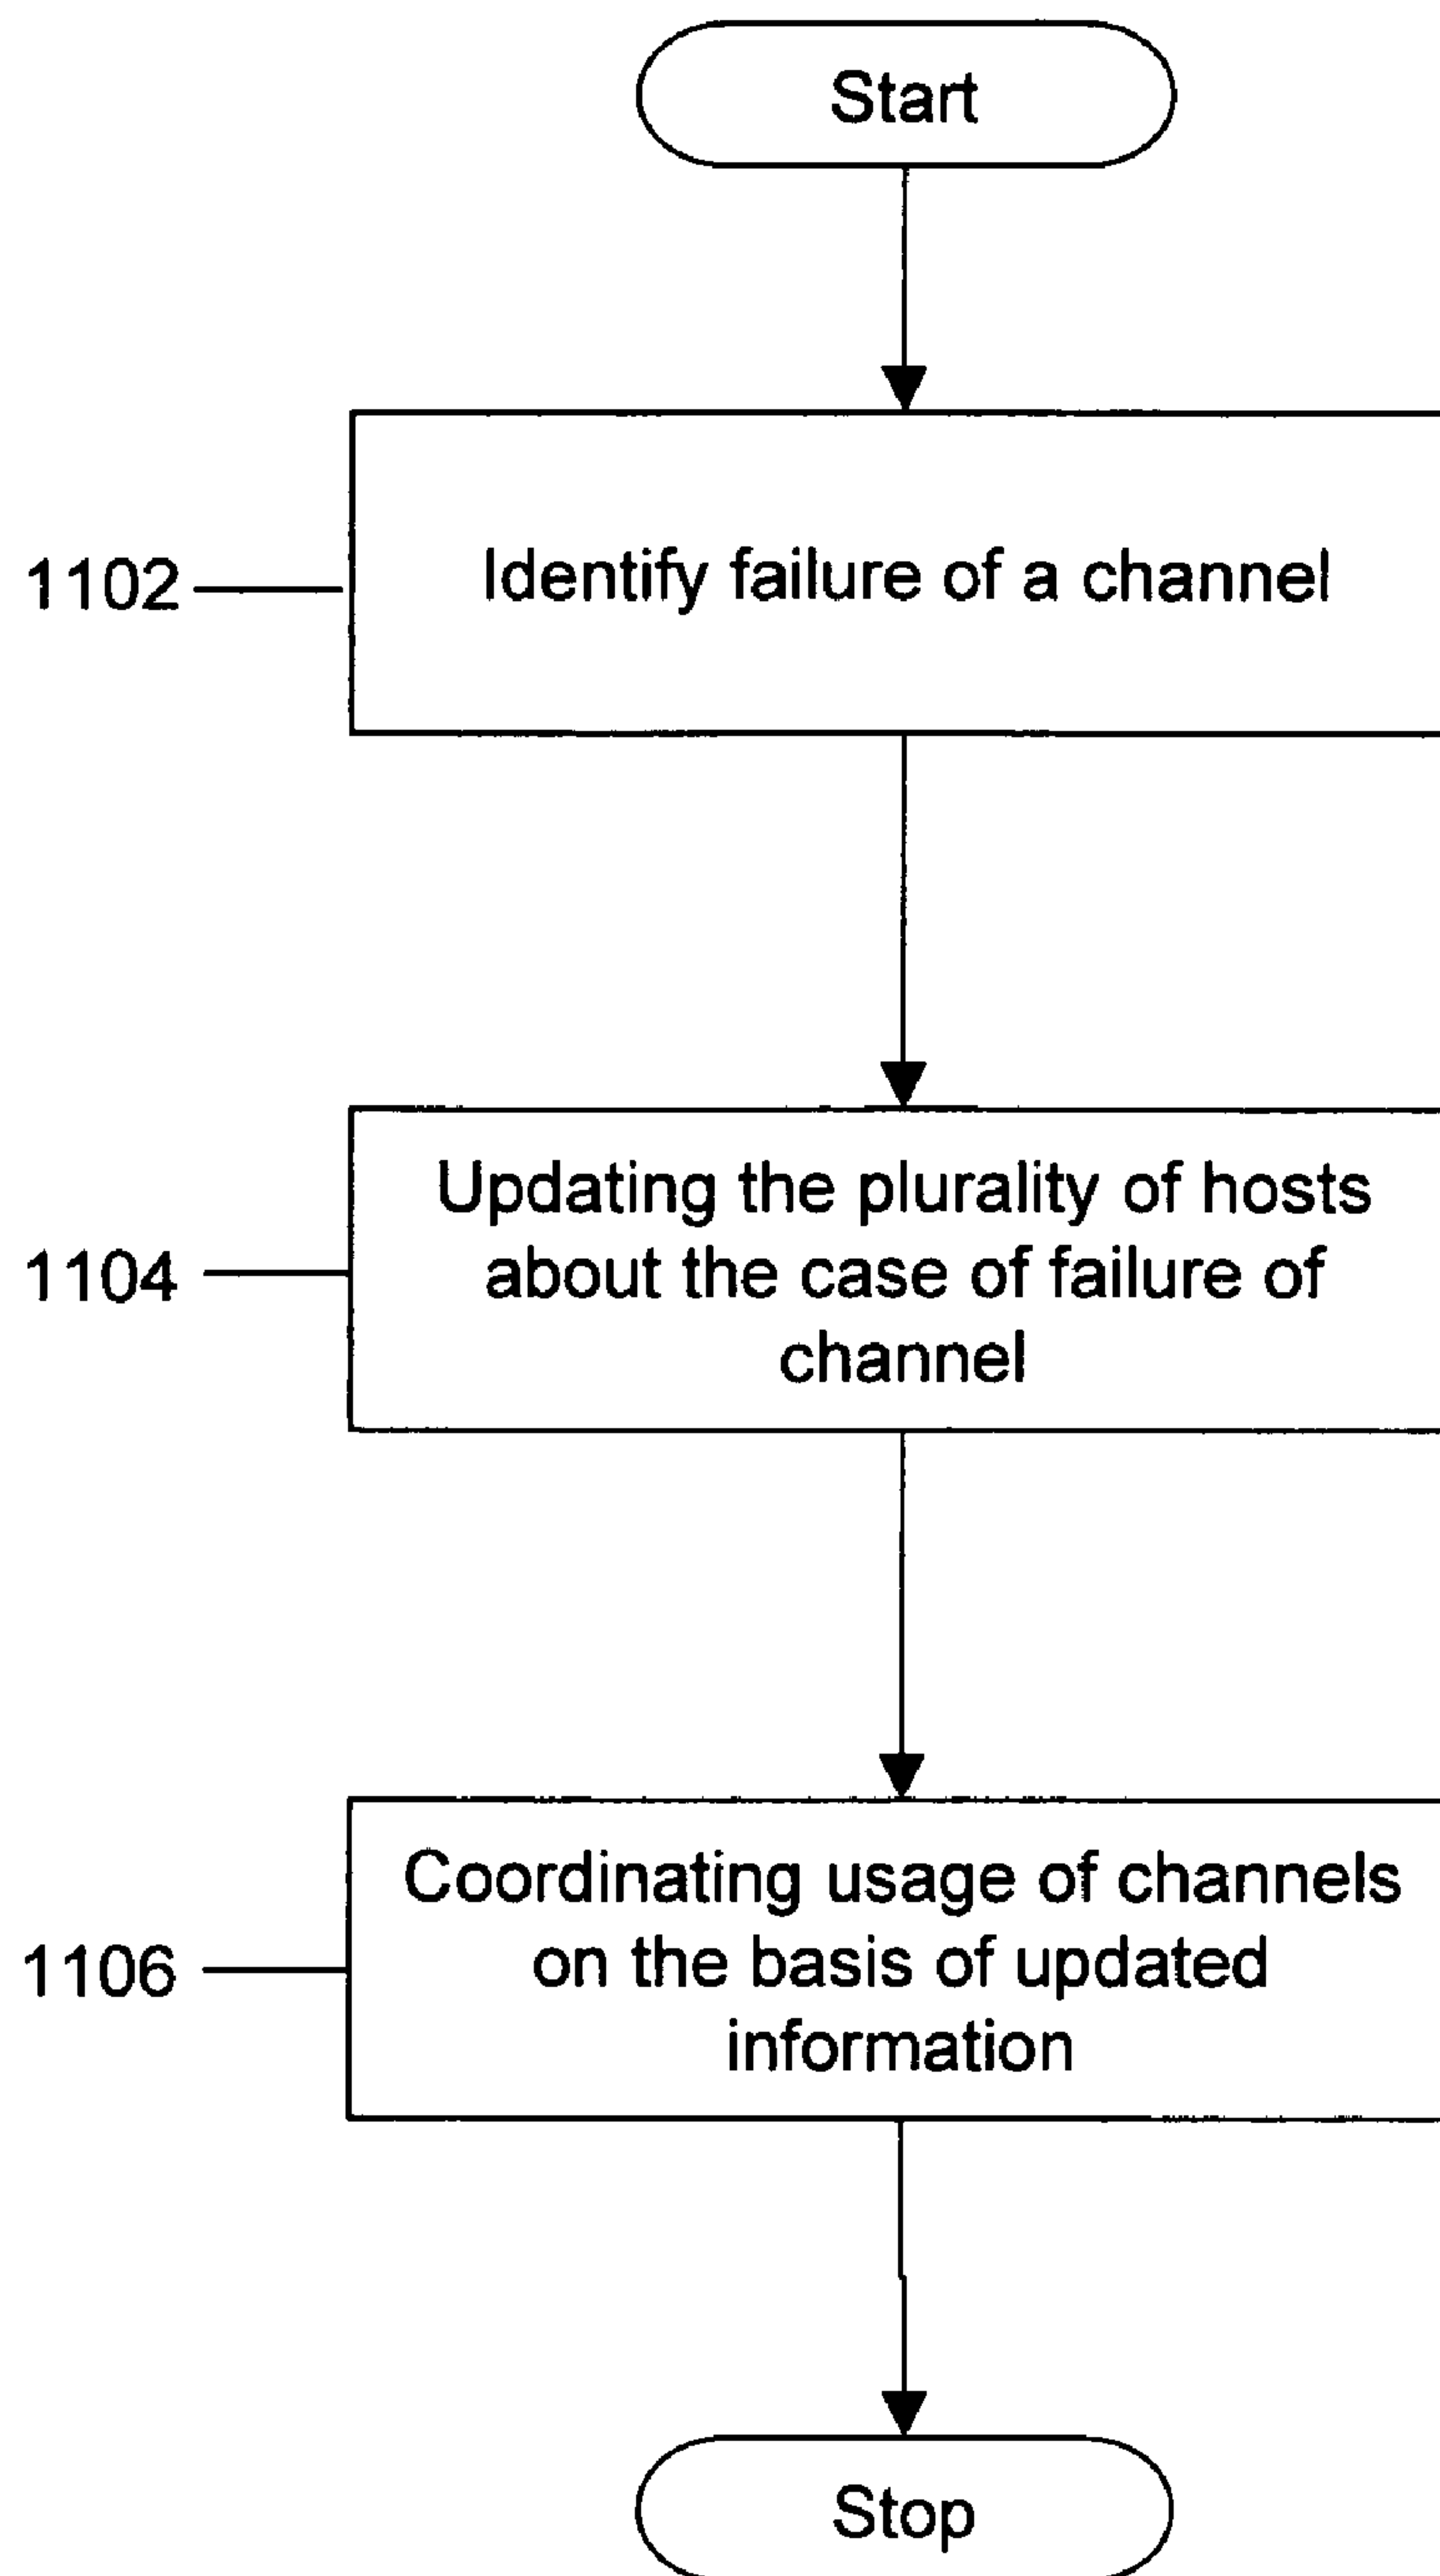 Start
1102
Identify failure of a channel
1104
Updating the plurality of hosts
about the case of failure of
channel
1106
Coordinating usage of channels
on the basis of updated
information
Stop